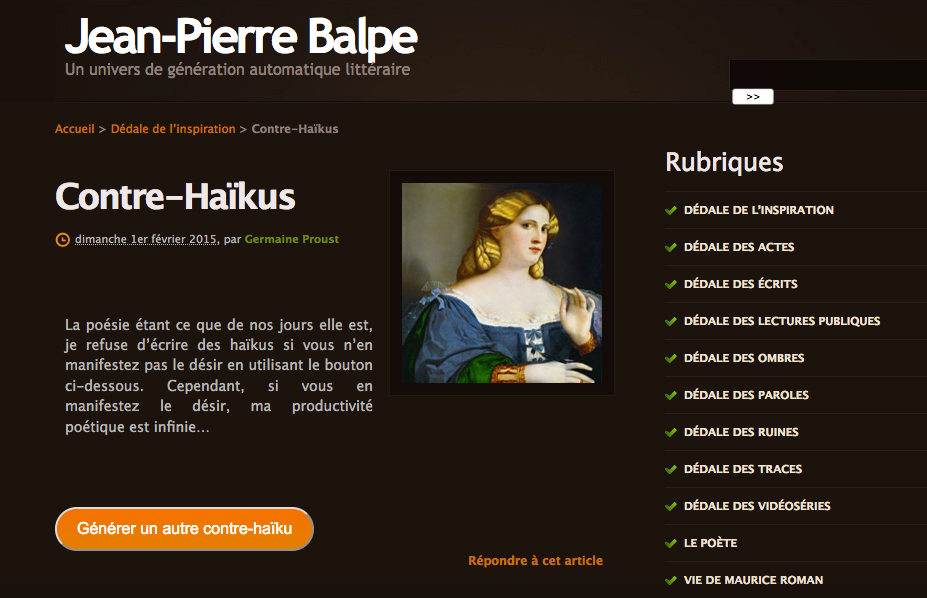 Jean-Pierre Balpe
Un univers de génération automatique littéraire
>>
Accueil > Dédale de l'inspiration > Contre-Haïkus
Contre-Haïkus
dimanche 1er février 2015, par Germaine Proust
La poésie étant ce que de nos jours elle est,
je refuse d'écrire des haïkus si vous n'en
manifestez pas le désir en utilisant le bouton
ci-dessous. Cependant, si vous en
manifestez le désir, ma productivité
poétique est infinie...
Générer un autre contre-haïku
Répondre à cet article
Rubriques
DÉDALE DE L'INSPIRATION
DÉDALE DES ACTES
DÉDALE DES ÉCRITS
DÉDALE DES LECTURES PUBLIQUES
DÉDALE DES OMBRES
DÉDALE DES PAROLES
DÉDALE DES RUINES
DÉDALE DES TRACES
DÉDALE DES VIDÉOSÉRIES
LE POÈTE
VIE DE MAURICE ROMAN